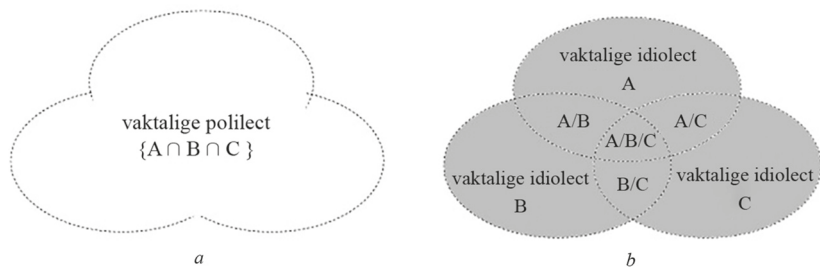 vaktalige polilect
{A ∩ B ∩ C }
a
vaktalige idiolect
A
A/B
A/C
A/B/C
vaktalige idiolect
B
B/C
vaktalige idiolect
C
b